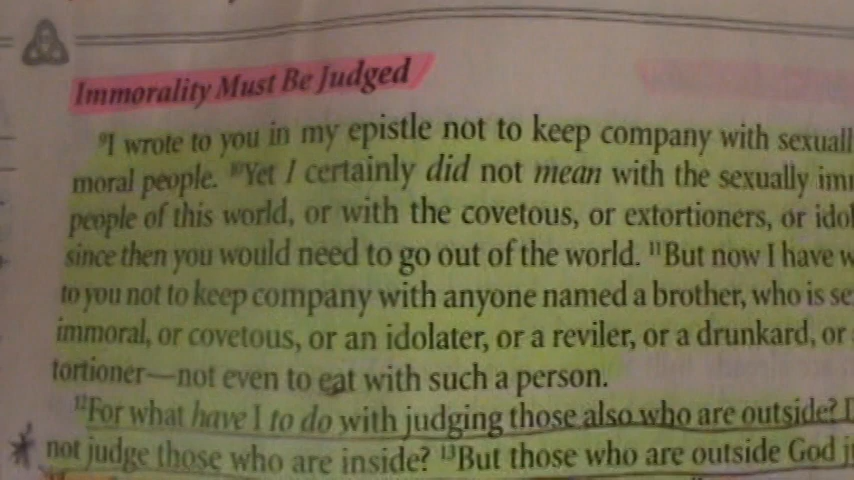 Immorality Must Be Judged
⁹I wrote to you in my epistle not to keep company with sexuall
moral people. ¹⁰Yet I certainly did not mean with the sexually imm
people of this world, or with the covetous, or extortioners, or idol
since then you would need to go out of the world. ¹¹But now I have w
to you not to keep company with anyone named a brother, who is se
immoral, or covetous, or an idolater, or a reviler, or a drunkard, or
tortioner—not even to eat with such a person.
¹²For what have I to do with judging those also who are outside? D
not judge those who are inside? ¹³But those who are outside God j